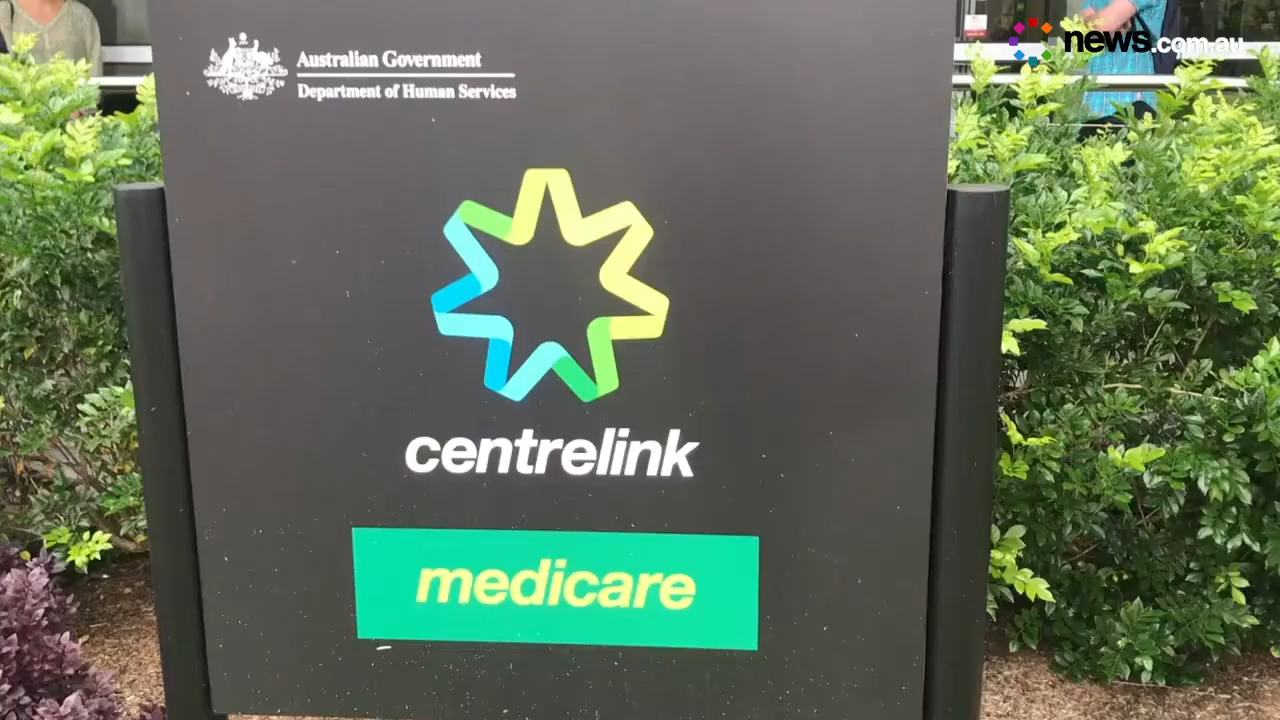 Australian Government
Department of Human Services
news.com.au
centrelink
medicare